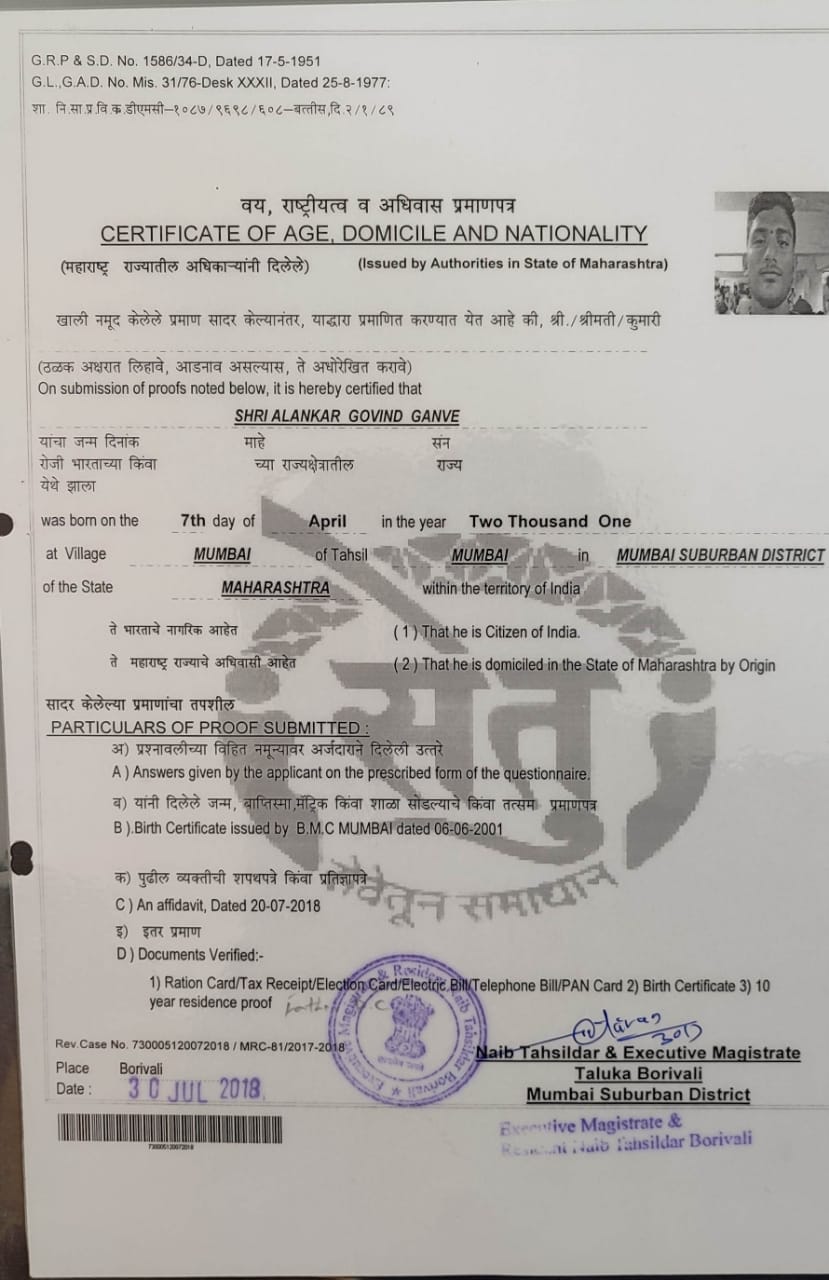 G.R.P & S.D. No. 1586/34-D, Dated 17-5-1951
G.L.,G.A.D. No. Mis. 31/76-Desk XXXII, Dated 25-8-1977:
शा. नि.सा.प्र.वि.क.डीएमसी–१०८७/९६९८/६०८–बत्तीस,दि.२/१/८९
वय, राष्ट्रीयत्व व अधिवास प्रमाणपत्र
CERTIFICATE OF AGE, DOMICILE AND NATIONALITY
(महाराष्ट्र राज्यातील अधिकाऱ्यांनी दिलेले) (Issued by Authorities in State of Maharashtra)
खाली नमूद केलेले प्रमाण सादर केल्यानंतर, याद्वारा प्रमाणित करण्यात येत आहे की, श्री./श्रीमती/कुमारी
(ठळक अक्षरात लिहावे, आडनाव असल्यास, ते अधोरेखित करावे)
On submission of proofs noted below, it is hereby certified that
SHRI ALANKAR GOVIND GANVE
यांचा जन्म दिनांक माहे संन
रोजी भारताच्या किंवा च्या राज्यक्षेत्रातील राज्य
येथे झाला
was born on the 7th day of April in the year Two Thousand One
at Village MUMBAI of Tahsil MUMBAI in MUMBAI SUBURBAN DISTRICT
of the State MAHARASHTRA within the territory of India
ते भारताचे नागरिक आहेत ( 1 ) That he is Citizen of India.
ते महाराष्ट्र राज्याचे अधिवासी आहेत ( 2 ) That he is domiciled in the State of Maharashtra by Origin
सेतु
सादर केलेल्या प्रमाणांचा तपशील
PARTICULARS OF PROOF SUBMITTED :
अ) प्रश्नावलीच्या विहित नमून्यावर अर्जदाराने दिलेली उत्तरे
A ) Answers given by the applicant on the prescribed form of the questionnaire.
ब) यांनी दिलेले जन्म, बाप्तिस्मा,मॅट्रिक किंवा शाळा सोडल्याचे किंवा तत्सम प्रमाणपत्र
B ).Birth Certificate issued by B.M.C MUMBAI dated 06-06-2001
क) पुढील व्यक्तीची शपथपत्रे किंवा प्रतिज्ञापत्रे
सेवेतून समाधान
C ) An affidavit, Dated 20-07-2018
इ) इतर प्रमाण
D ) Documents Verified:-
1) Ration Card/Tax Receipt/Election Card/Electric Bill/Telephone Bill/PAN Card 2) Birth Certificate 3) 10
year residence proof
Executive Magistrate & Resident Naib Tahsildar Borivali
Rev.Case No. 730005120072018 / MRC-81/2017-2018
Naib Tahsildar & Executive Magistrate
Place Borivali
Taluka Borivali
Date : 30 JUL 2018
Mumbai Suburban District
730005120072018
Executive Magistrate &
Resident Naib Tahsildar Borivali